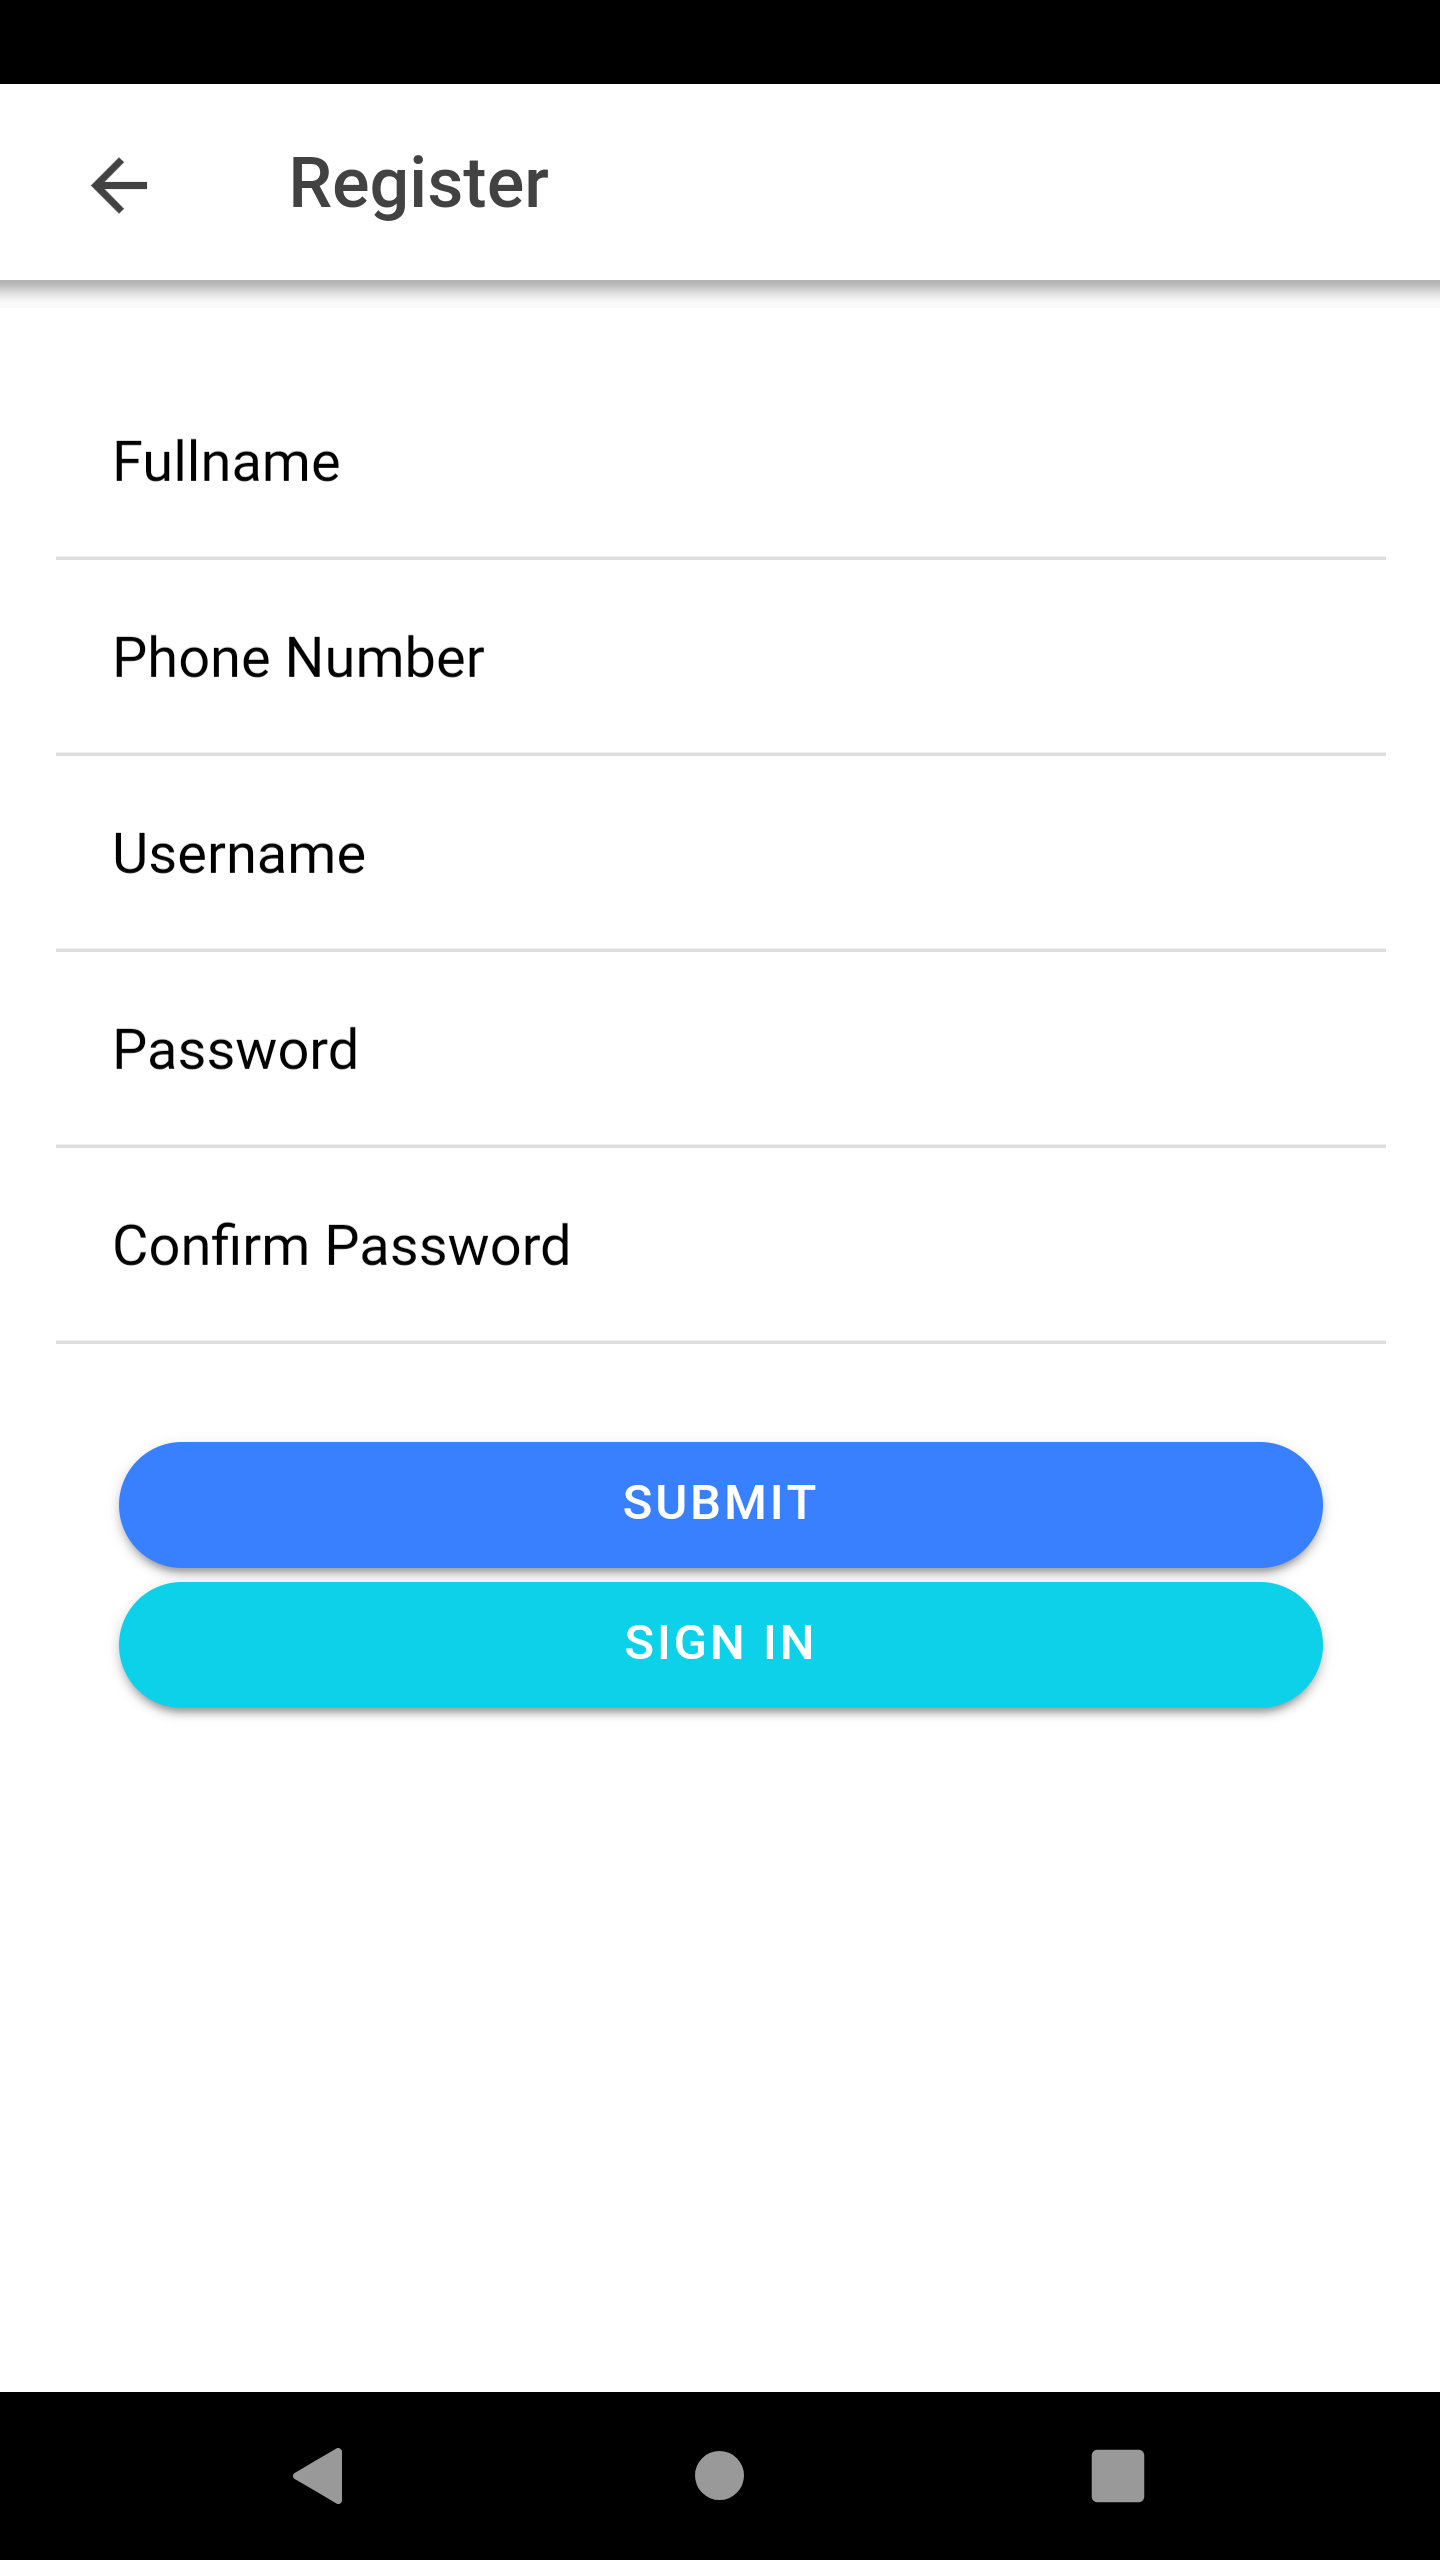 Register
Fullname
Phone Number
Username
Password
Confirm Password
SUBMIT
SIGN IN